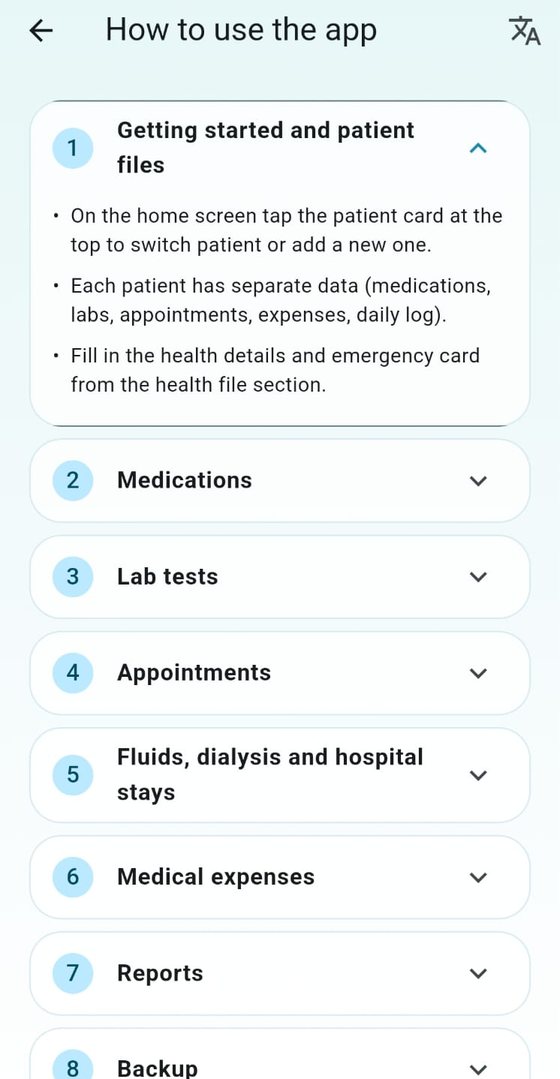 How to use the app
1
Getting started and patient
files
• On the home screen tap the patient card at the
top to switch patient or add a new one.
• Each patient has separate data (medications,
labs, appointments, expenses, daily log).
• Fill in the health details and emergency card
from the health file section.
2 Medications
3 Lab tests
4 Appointments
5
Fluids, dialysis and hospital
stays
6 Medical expenses
7 Reports
8 Backup